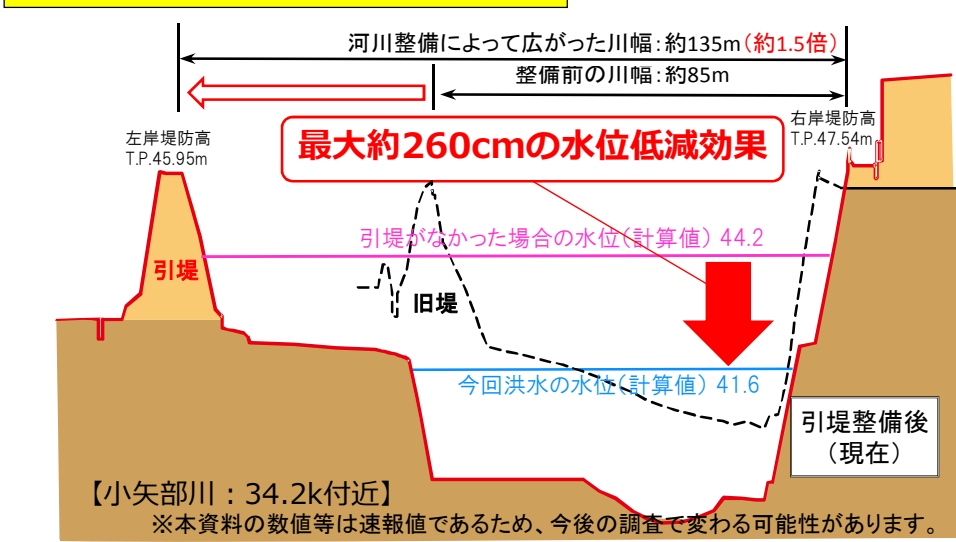 河川整備によって広がった川幅:約135m(約1.5倍)
整備前の川幅:約85m
左岸堤防高
T.P.45.95m
右岸堤防高
T.P.47.54m
最大約260cmの水位低減効果
引堤がなかった場合の水位(計算値) 44.2
引堤
旧堤
今回洪水の水位(計算値) 41.6
引堤整備後
(現在)
【小矢部川:34.2k付近】
※本資料の数値等は速報値であるため、今後の調査で変わる可能性があります。